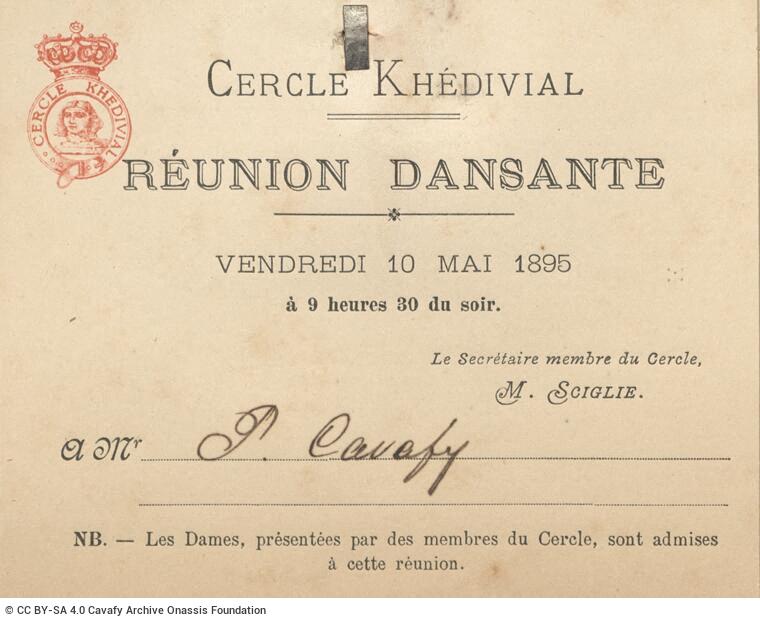 CERCLE KHÉDIVIAL
CERCLE KHEDIVIAL
RÉUNION DANSANTE
VENDREDI 10 MAI 1895
à 9 heures 30 du soir.
Le Secrétaire membre du Cercle,
M. SCIGLIE.
A Mr P. Cavafy
NB. — Les Dames, présentées par des membres du Cercle, sont admises
à cette réunion.
© CC BY-SA 4.0 Cavafy Archive Onassis Foundation